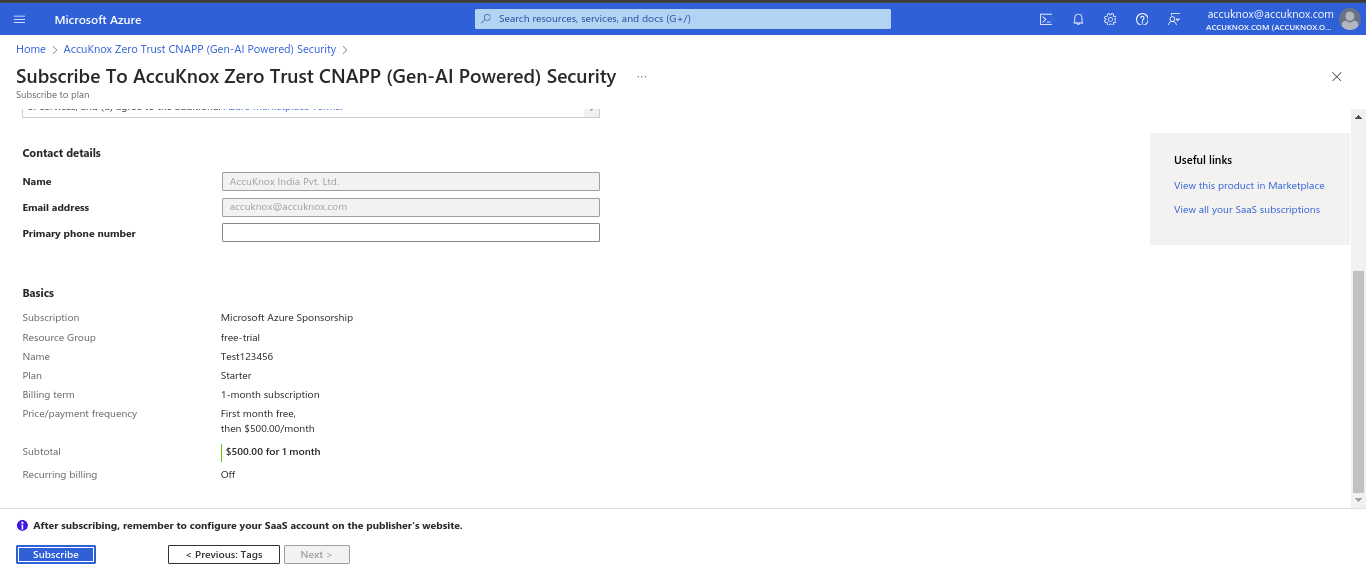 Microsoft Azure
Search resources, services, and docs (G+/)
accuknox@accuknox.com
ACCUKNOX.COM (ACCUKNOX.O...
Home > AccuKnox Zero Trust CNAPP (Gen-AI Powered) Security >
Subscribe To AccuKnox Zero Trust CNAPP (Gen-AI Powered) Security ...
Subscribe to plan
Contact details
Name AccuKnox India Pvt. Ltd.
Email address accuknox@accuknox.com
Primary phone number
Useful links
View this product in Marketplace
View all your SaaS subscriptions
Basics
Subscription Microsoft Azure Sponsorship
Resource Group free-trial
Name Test123456
Plan Starter
Billing term 1-month subscription
Price/payment frequency First month free,
then $500.00/month
Subtotal $500.00 for 1 month
Recurring billing Off
After subscribing, remember to configure your SaaS account on the publisher's website.
Subscribe < Previous: Tags Next >